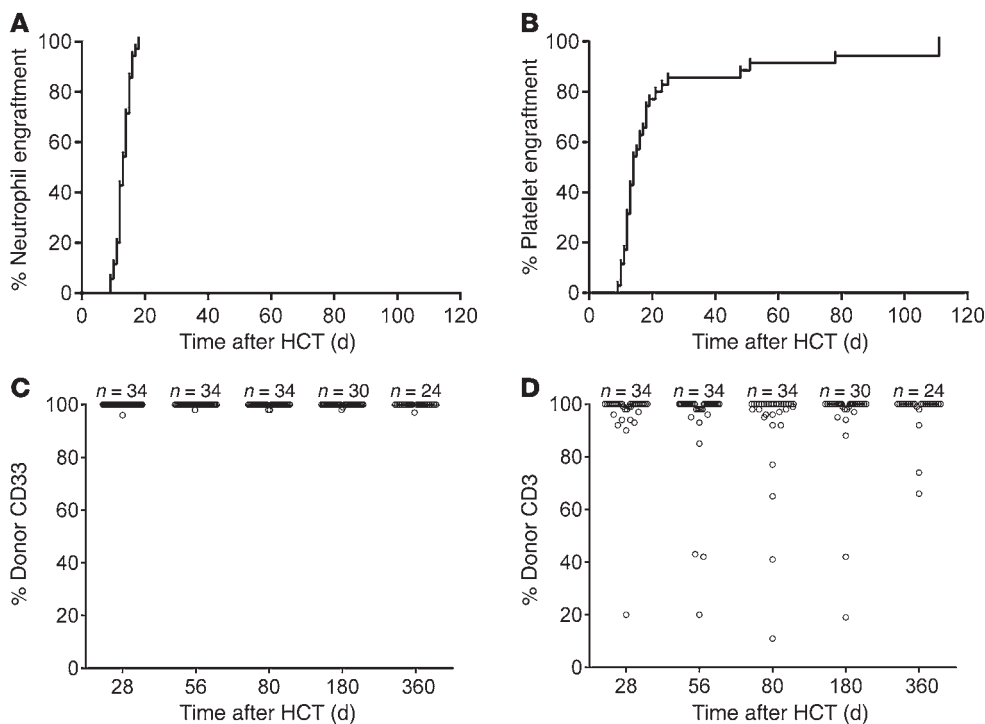 A
% Neutrophil engraftment
100
80
60
40
20
0
0 20 40 60 80 100 120
Time after HCT (d)
B
% Platelet engraftment
100
80
60
40
20
0
0 20 40 60 80 100 120
Time after HCT (d)
C
n = 34 n = 34 n = 34 n = 30 n = 24
% Donor CD33
100
80
60
40
20
0
28 56 80 180 360
Time after HCT (d)
D
n = 34 n = 34 n = 34 n = 30 n = 24
% Donor CD3
100
80
60
40
20
0
28 56 80 180 360
Time after HCT (d)